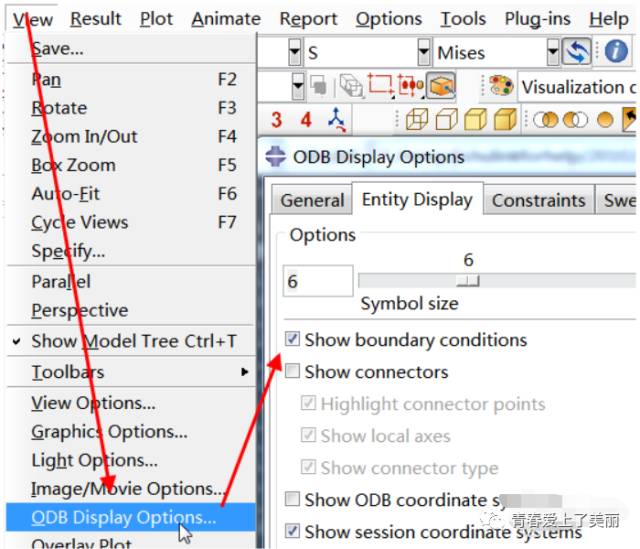 View Result Plot Animate Report Options Tools Plug-ins Help
Save...
Pan F2
Rotate F3
Zoom In/Out F4
Box Zoom F5
Auto-Fit F6
Cycle Views F7
Specify...
Parallel
Perspective
Show Model Tree Ctrl+T
Toolbars
View Options...
Graphics Options...
Light Options...
Image/Movie Options...
ODB Display Options...
Overlay Plot
S Mises
Visualization d
3 4
ODB Display Options
General Entity Display Constraints Swe
Options
6
6
Symbol size
Show boundary conditions
Show connectors
Highlight connector points
Show local axes
Show connector type
Show ODB coordinate s
Show session coordinate systems
青春爱上了美丽